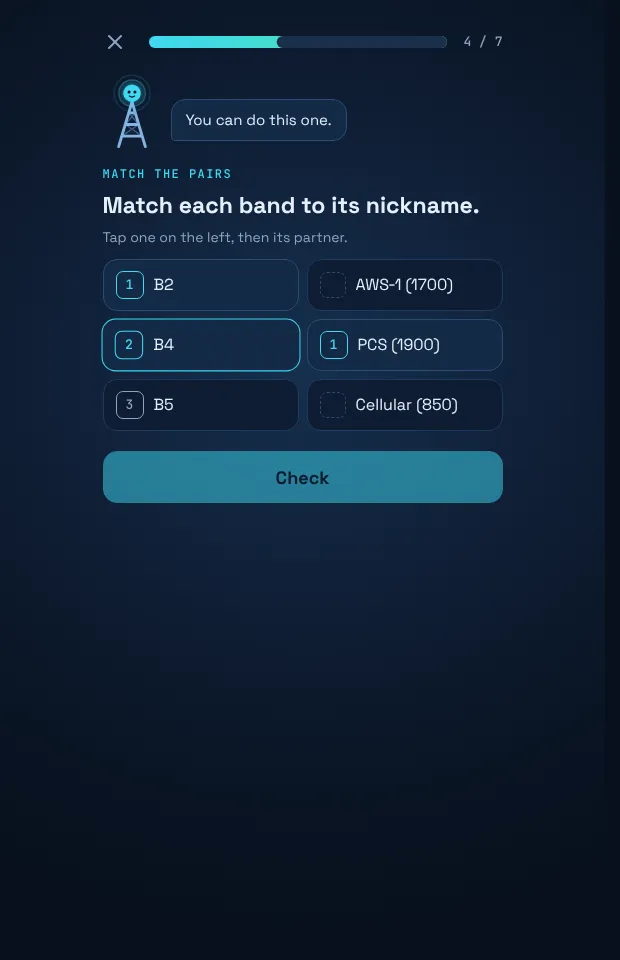 4 / 7
You can do this one.
MATCH THE PAIRS
Match each band to its nickname.
Tap one on the left, then its partner.
1 B2
AWS-1 (1700)
2 B4
1 PCS (1900)
3 B5
Cellular (850)
Check